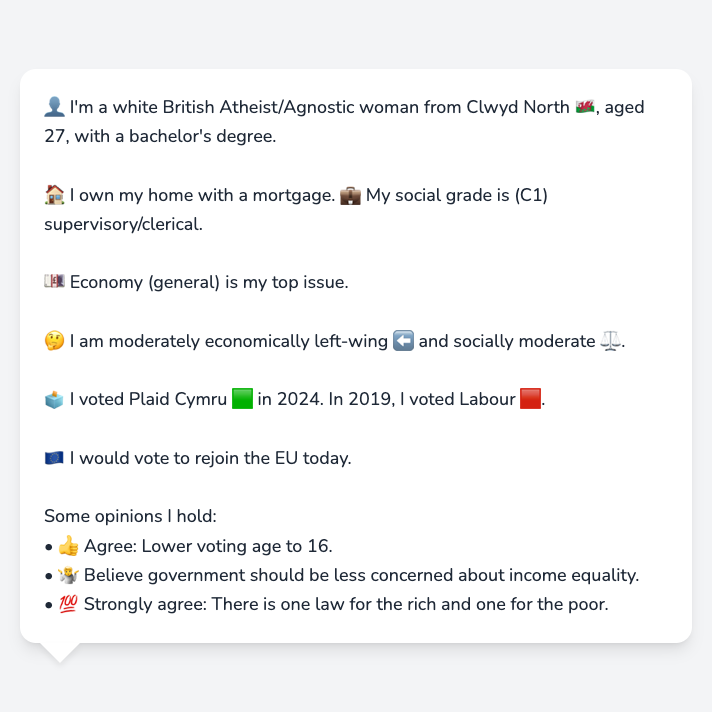 👤 I'm a white British Atheist/Agnostic woman from Clwyd North 🏴󠁧󠁢󠁷󠁬󠁳󠁿, aged
27, with a bachelor's degree.
🏠 I own my home with a mortgage. 💼 My social grade is (C1)
supervisory/clerical.
💷 Economy (general) is my top issue.
🤔 I am moderately economically left-wing ⬅️ and socially moderate ⚖️.
🗳️ I voted Plaid Cymru 🟩 in 2024. In 2019, I voted Labour 🟥.
🇪🇺 I would vote to rejoin the EU today.
Some opinions I hold:
• 👍 Agree: Lower voting age to 16.
• 🤷 Believe government should be less concerned about income equality.
• 💯 Strongly agree: There is one law for the rich and one for the poor.